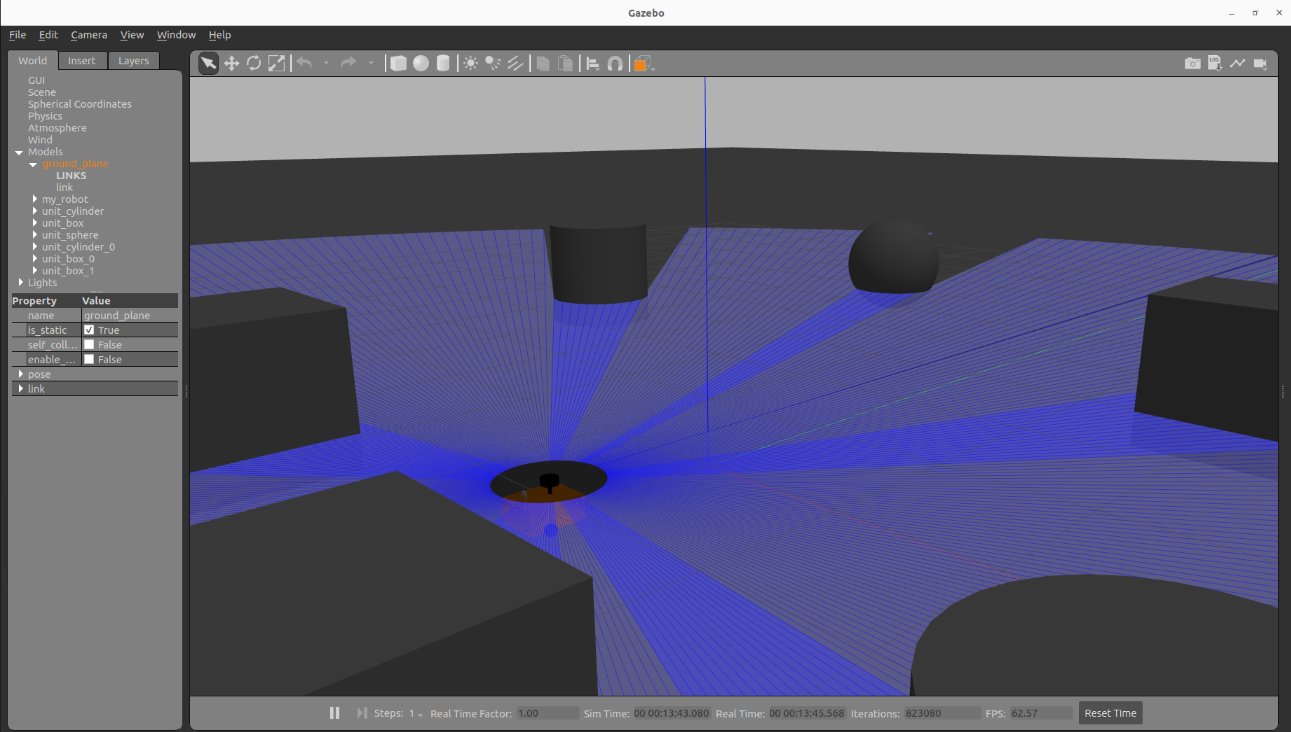 Gazebo
File Edit Camera View Window Help
World Insert Layers
GUI
Scene
Spherical Coordinates
Physics
Atmosphere
Wind
Models
ground_plane
LINKS
link
my_robot
unit_cylinder
unit_box
unit_sphere
unit_cylinder_0
unit_box_0
unit_box_1
Lights
Property Value
name ground_plane
is_static True
self_coll... False
enable_... False
pose
link
Steps: 1 Real Time Factor: 1.00 Sim Time: 00 00:13:43.080 Real Time: 00 00:13:45.568 Iterations: 823080 FPS: 62.57 Reset Time